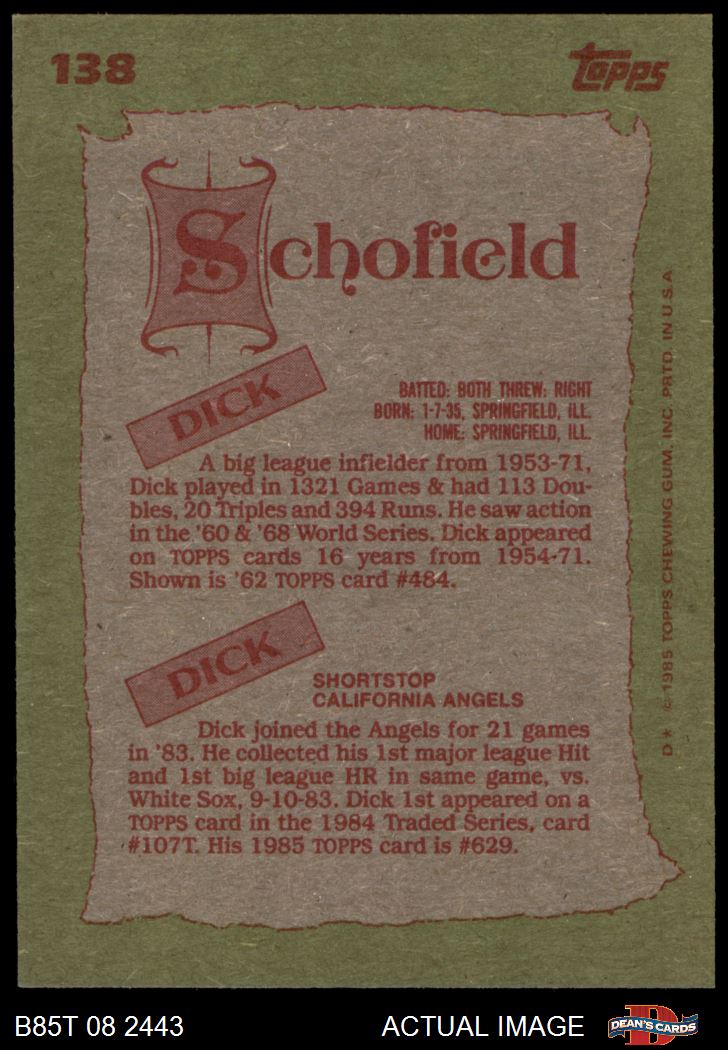 138
TOPPS
Schofield
DICK
BATTED: BOTH THREW: RIGHT
BORN: 1-7-35, SPRINGFIELD, ILL.
HOME: SPRINGFIELD, ILL.
A big league infielder from 1953-71,
Dick played in 1321 Games & had 113 Dou-
bles, 20 Triples and 394 Runs. He saw action
in the '60 & '68 World Series. Dick appeared
on TOPPS cards 16 years from 1954-71.
Shown is '62 TOPPS card #484.
DICK
SHORTSTOP
CALIFORNIA ANGELS
Dick joined the Angels for 21 games
in '83. He collected his 1st major league Hit
and 1st big league HR in same game, vs.
White Sox, 9-10-83. Dick 1st appeared on a
TOPPS card in the 1984 Traded Series, card
#107T. His 1985 TOPPS card is #629.
D* © 1985 TOPPS CHEWING GUM, INC. PRTD. IN U.S.A
B85T 08 2443
ACTUAL IMAGE
D
DEAN'S CARDS